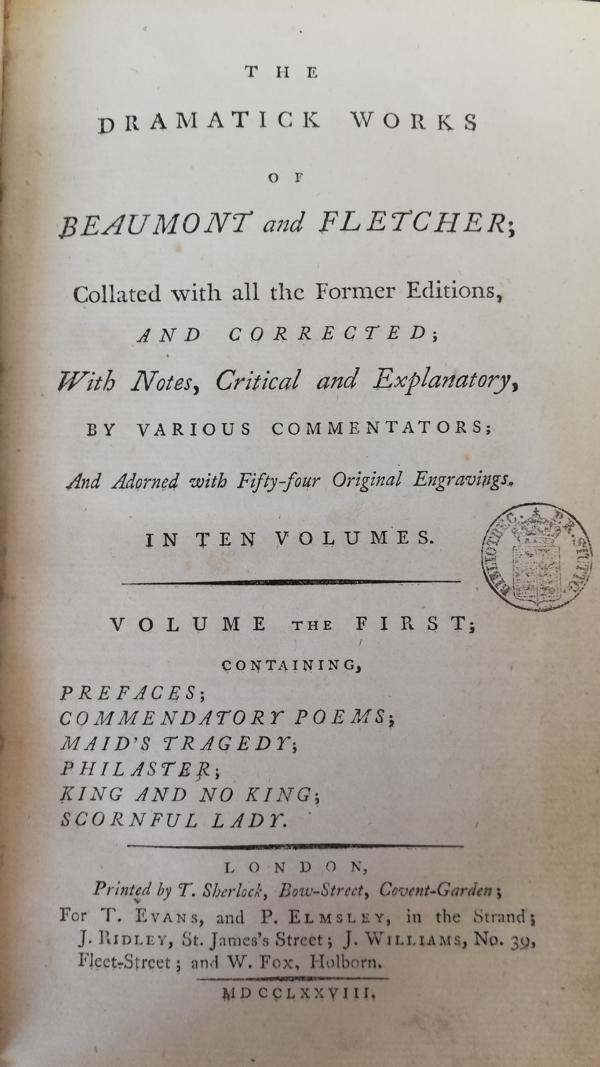 THE
DRAMATICK WORKS
OF
BEAUMONT and FLETCHER;
Collated with all the Former Editions,
AND CORRECTED;
With Notes, Critical and Explanatory,
BY VARIOUS COMMENTATORS;
And Adorned with Fifty-four Original Engravings.
IN TEN VOLUMES.
BIBLIOTHEC. P.R. STUTTG.
VOLUME THE FIRST;
CONTAINING,
PREFACES;
COMMENDATORY POEMS;
MAID'S TRAGEDY;
PHILASTER;
KING AND NO KING;
SCORNFUL LADY.
LONDON,
Printed by T. Sherlock, Bow-Street, Covent-Garden;
For T. EVANS, and P. ELMSLEY, in the Strand;
J. RIDLEY, St. James's Street; J. WILLIAMS, No. 39,
Fleet-Street; and W. Fox, Holborn.
MDCCLXXVIII.